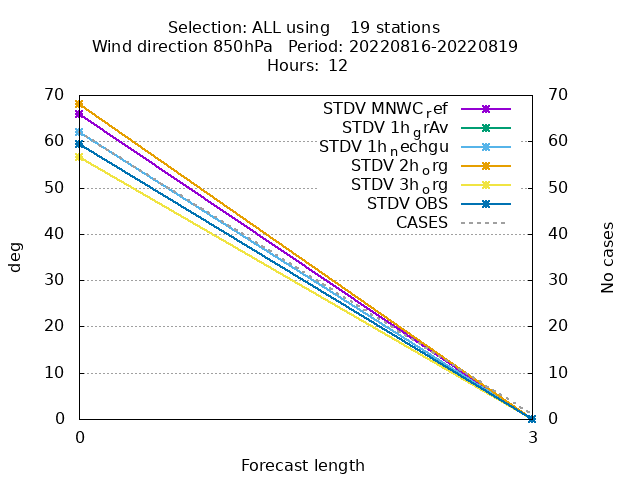 Selection: ALL using    19 stations
Wind direction 850hPa   Period: 20220816-20220819
Hours: 12
70 70
STDV MNWC_ref
STDV 1h_grAv
60 60
STDV 1h_nechgu
STDV 2h_org
50 50
STDV 3h_org
STDV OBS
CASES
40 40
deg
No cases
30 30
20 20
10 10
0 0
0 3
Forecast length